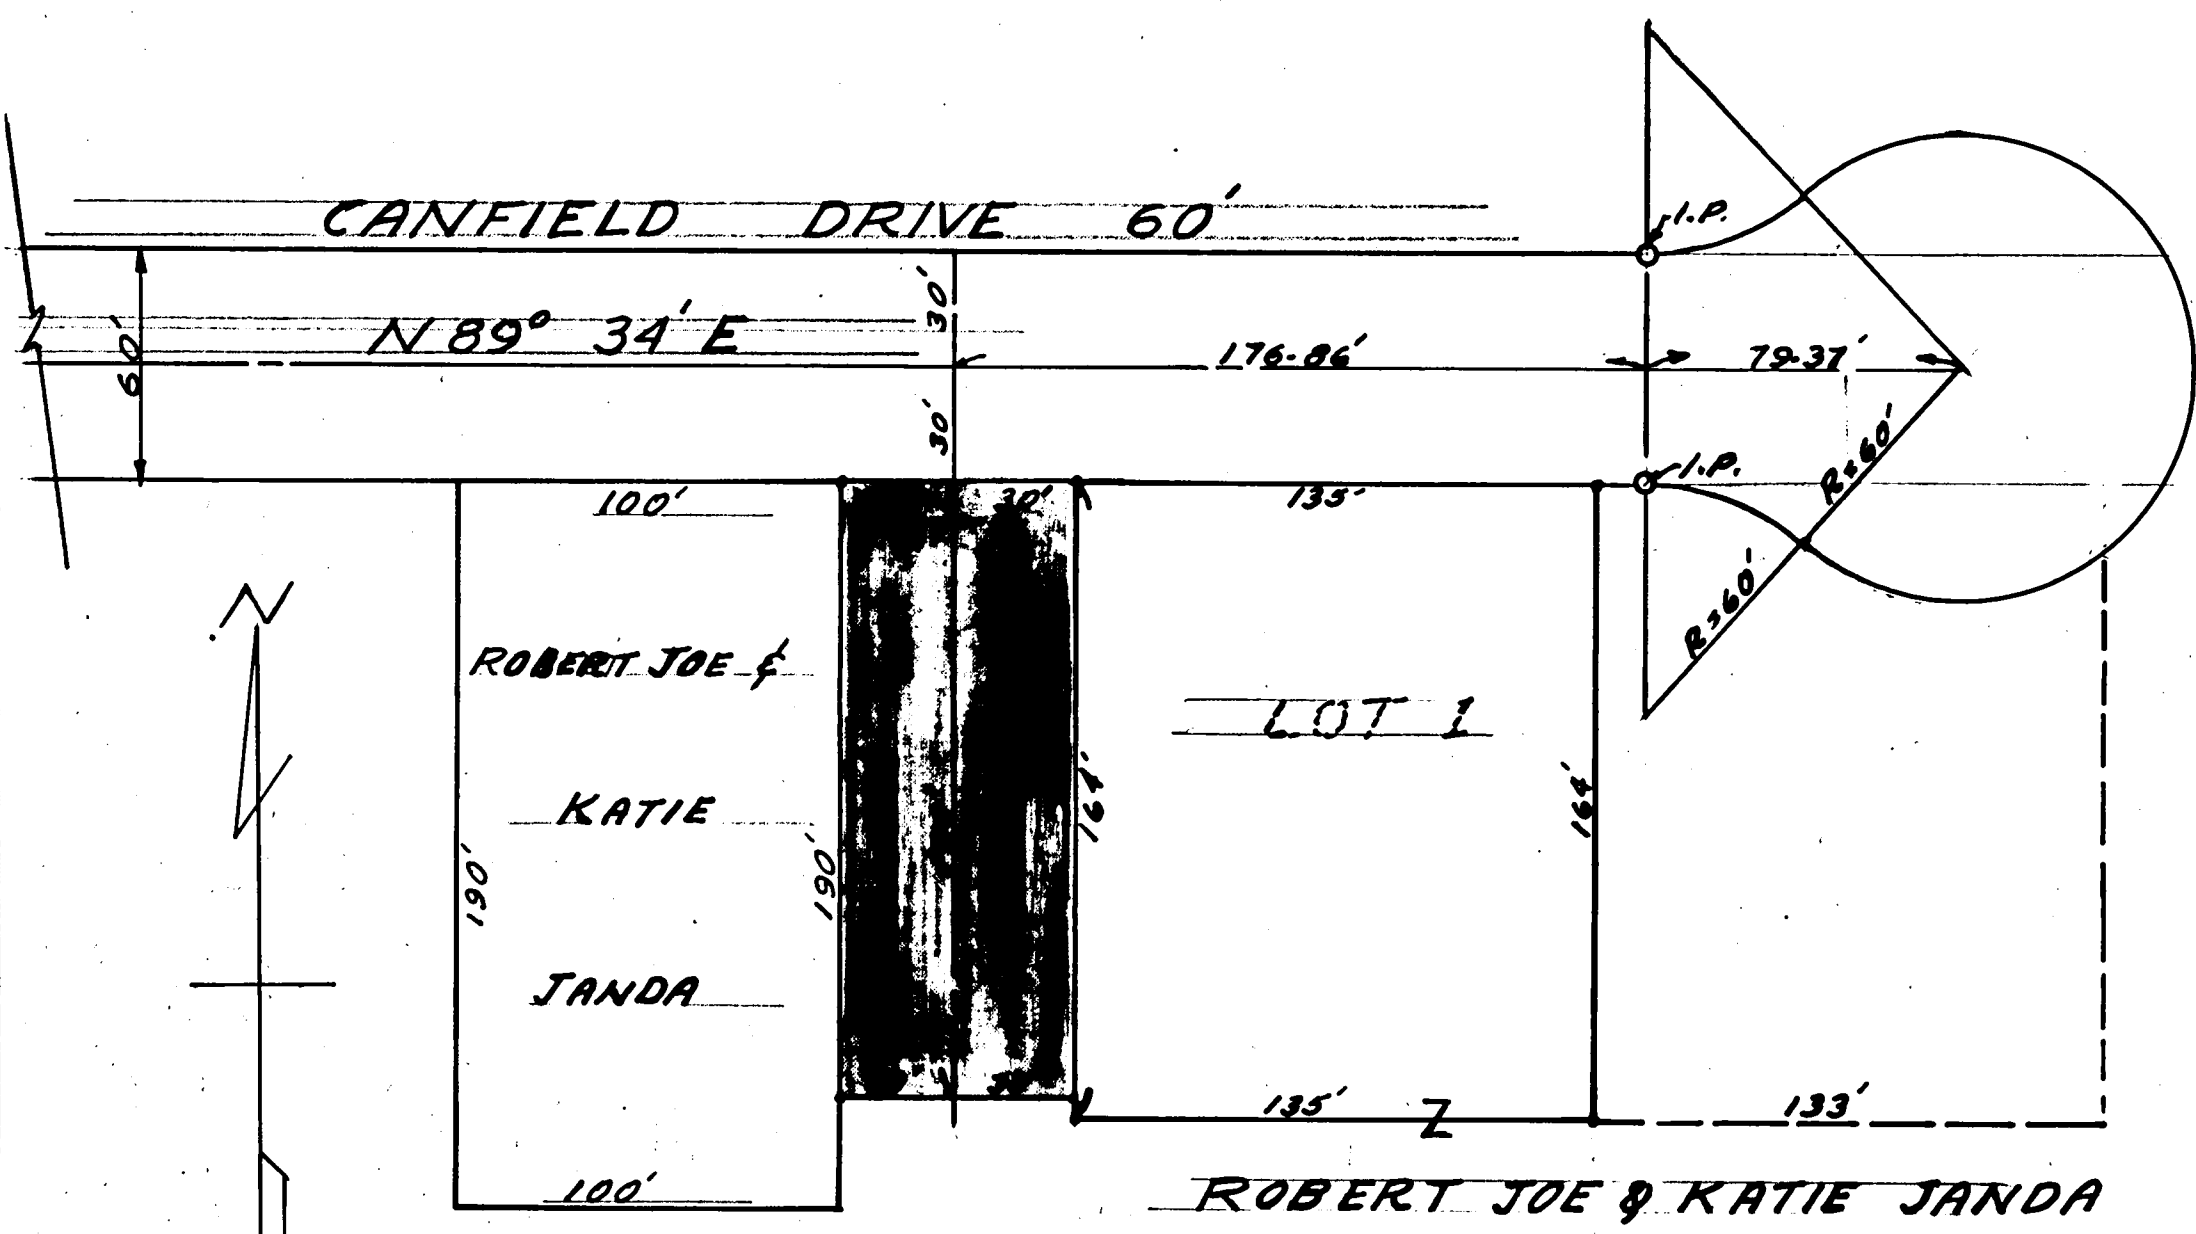 CANFIELD DRIVE 60'
I.P.
N 89° 34' E
60'
30'
176.86'
79.37'
30'
I.P.
R=60'
R=60'
100'
30'
135'
N
ROBERT JOE &
KATIE
JANDA
190'
190'
164'
LOT 1
164'
135'
Z
133'
100'
ROBERT JOE & KATIE JANDA